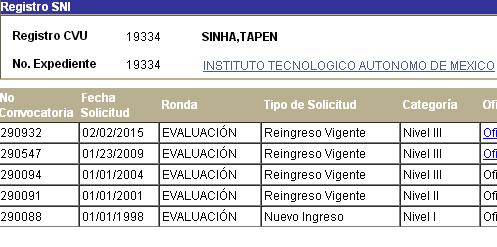 Registro SNI
Registro CVU 19334 SINHA,TAPEN
No. Expediente 19334 INSTITUTO TECNOLOGICO AUTONOMO DE MEXICO
No Convocatoria Fecha Solicitud Ronda Tipo de Solicitud Categoría Ofi
290932 02/02/2015 EVALUACIÓN Reingreso Vigente Nivel III Ofi
290547 01/23/2009 EVALUACIÓN Reingreso Vigente Nivel III Ofi
290094 01/01/2004 EVALUACIÓN Reingreso Vigente Nivel III
290091 01/01/2001 EVALUACIÓN Reingreso Vigente Nivel II
290088 01/01/1998 EVALUACIÓN Nuevo Ingreso Nivel I